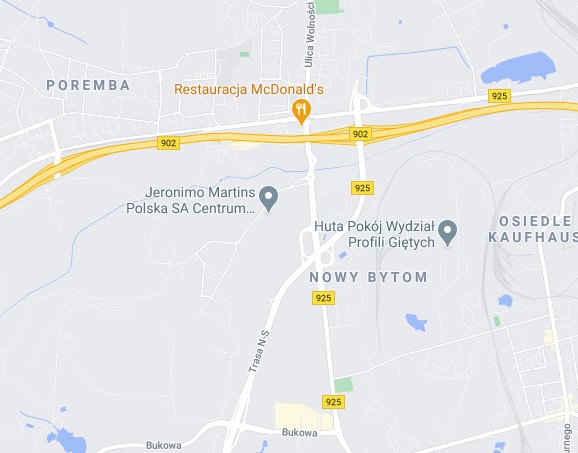 Ulica Wolności
POREMBA
Restauracja McDonald's
925
902
902
925
Jeronimo Martins
Polska SA Centrum...
Huta Pokój Wydział
Profili Giętych
OSIEDLE
KAUFHAUS
NOWY BYTOM
925
Trasa N-S
925
Bukowa
Bukowa
urnego